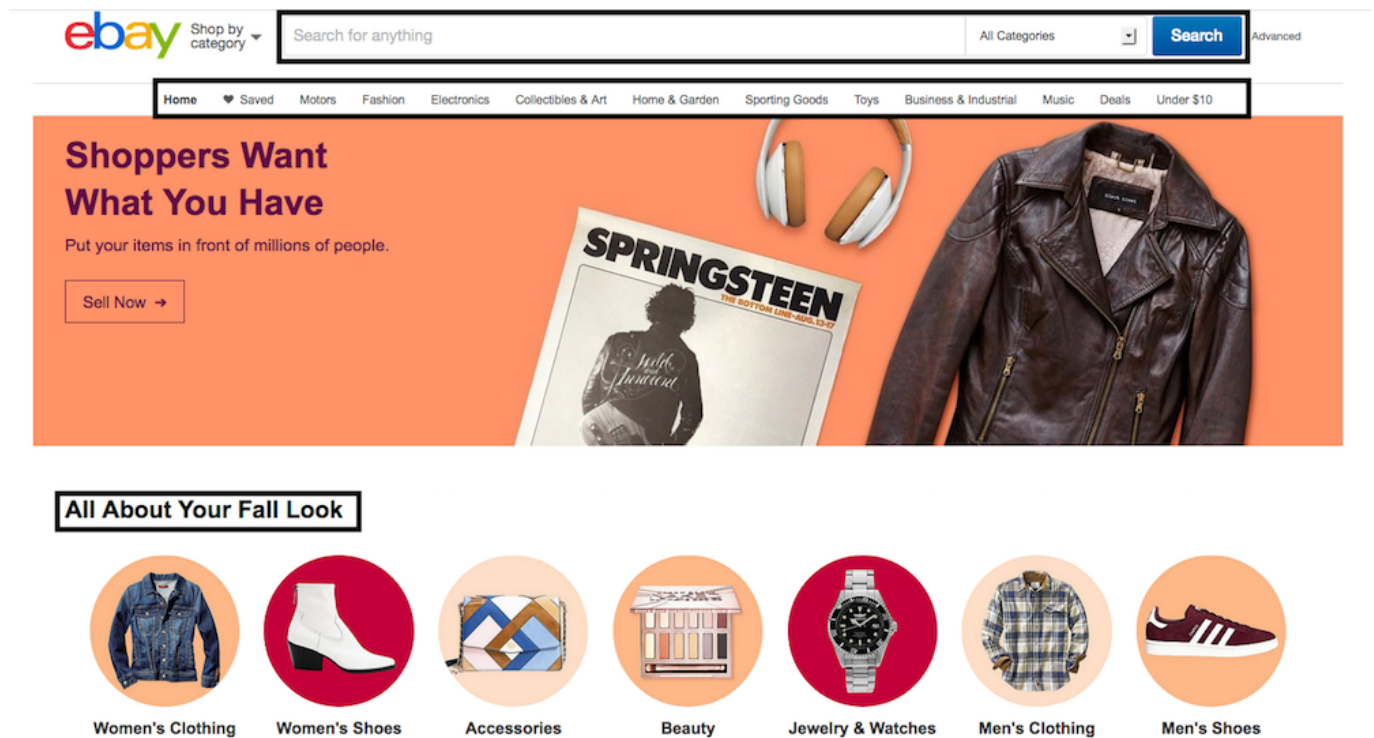 ebay
Shop by
category
Search for anything
All Categories
Search
Advanced
Home Saved Motors Fashion Electronics Collectibles & Art Home & Garden Sporting Goods Toys Business & Industrial Music Deals Under $10
Shoppers Want
What You Have
Put your items in front of millions of people.
Sell Now →
SPRINGSTEEN
THE BOTTOM LINE-AUG. 13-17
All About Your Fall Look
Women's Clothing Women's Shoes Accessories Beauty Jewelry & Watches Men's Clothing Men's Shoes